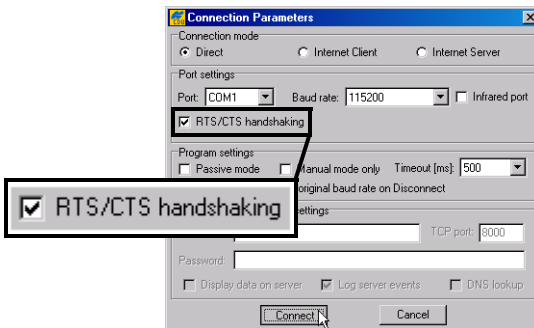 Connection Parameters
Connection mode
Direct Internet Client Internet Server
Port settings
Port: COM1 Baud rate: 115200 Infrared port
RTS/CTS handshaking
Program settings
Passive mode Manual mode only Timeout [ms]: 500
RTS/CTS handshaking
original baud rate on Disconnect
settings
TCP port: 8000
Password:
Display data on server Log server events DNS lookup
Connect Cancel